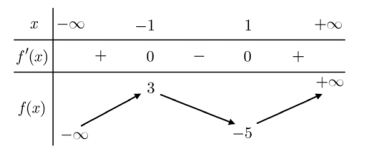 x −∞ −1 1 +∞
f′(x) + 0 − 0 +
3 +∞
f(x)
−∞ −5